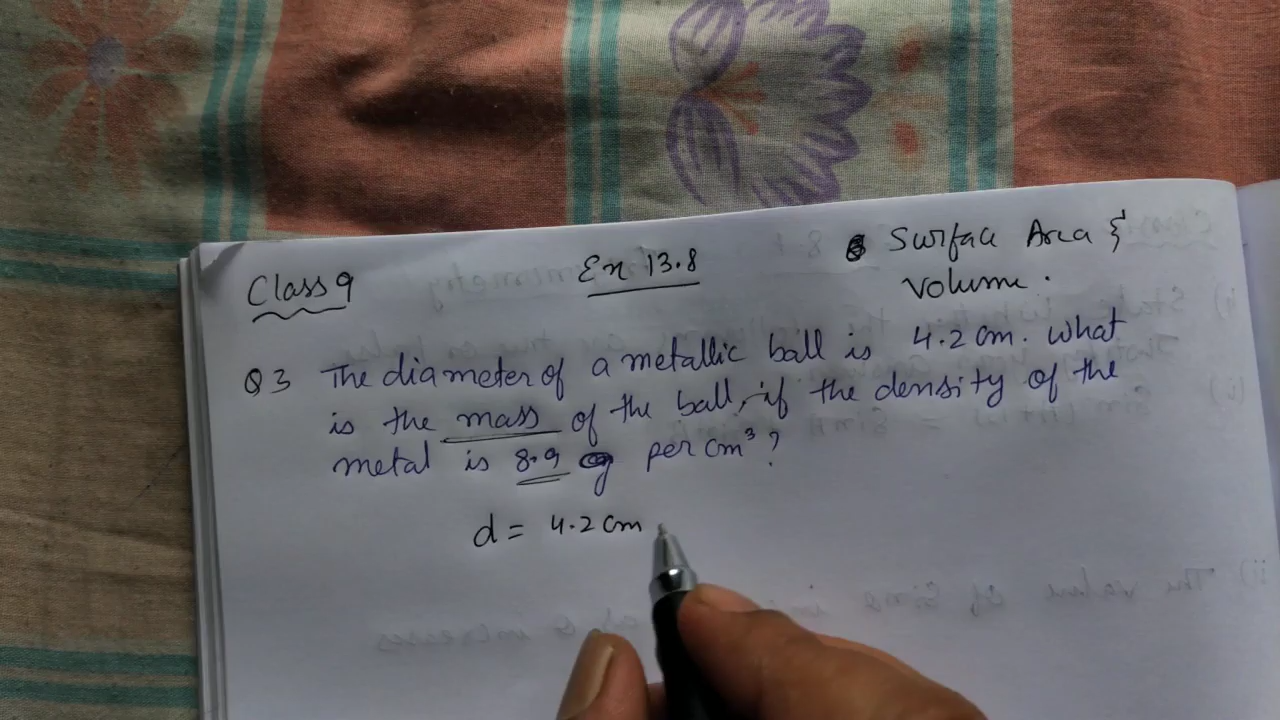 Class 9
Ex 13.8
Surface Area &
volume.
Q3 The diameter of a metallic ball is 4.2 cm. What
is the mass of the ball, if the density of the
metal is 8.9 g per cm³?
d = 4.2 cm